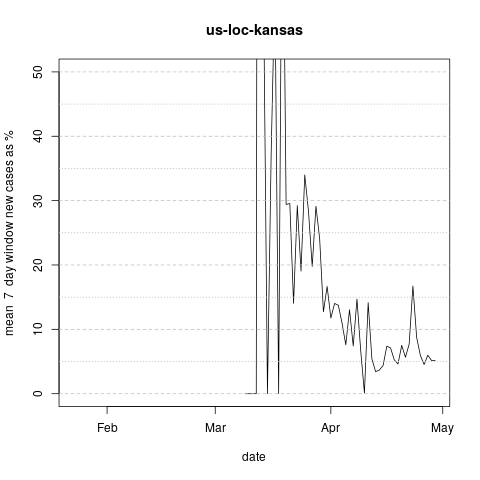 us-loc-kansas
mean  7  day window new cases as %
50
40
30
20
10
0
Feb
Mar
Apr
May
date